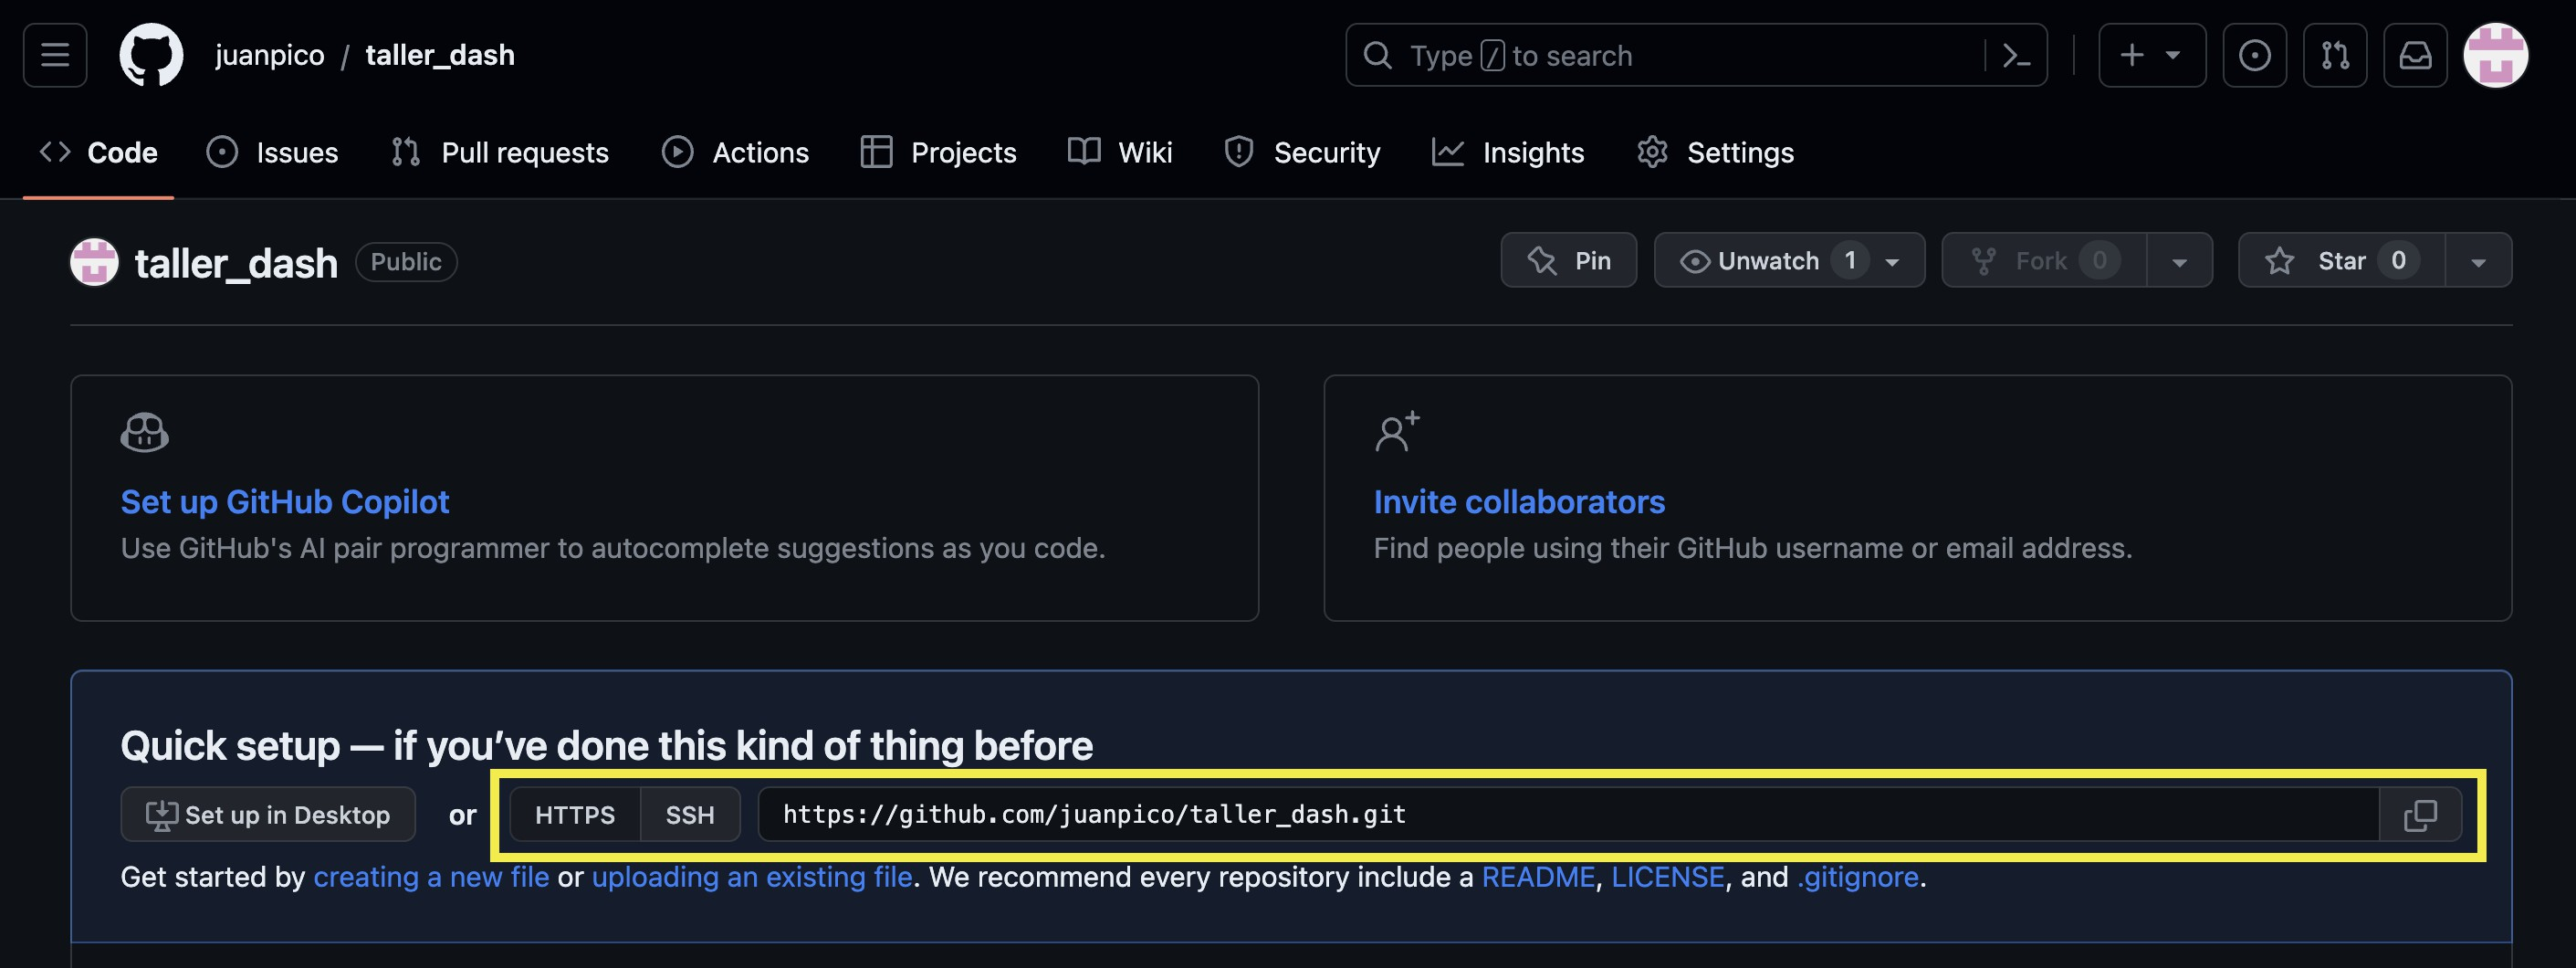 juanpico / taller_dash
Type / to search
Code Issues Pull requests Actions Projects Wiki Security Insights Settings
taller_dash Public
Pin Unwatch 1 Fork 0 Star 0
Set up GitHub Copilot
Use GitHub's AI pair programmer to autocomplete suggestions as you code.
Invite collaborators
Find people using their GitHub username or email address.
Quick setup — if you’ve done this kind of thing before
Set up in Desktop or HTTPS SSH https://github.com/juanpico/taller_dash.git
Get started by creating a new file or uploading an existing file. We recommend every repository include a README, LICENSE, and .gitignore.